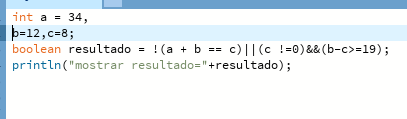 int a = 34,
b=12,c=8;
boolean resultado = !(a + b == c)||(c !=0)&&(b-c>=19);
println("mostrar resultado="+resultado);